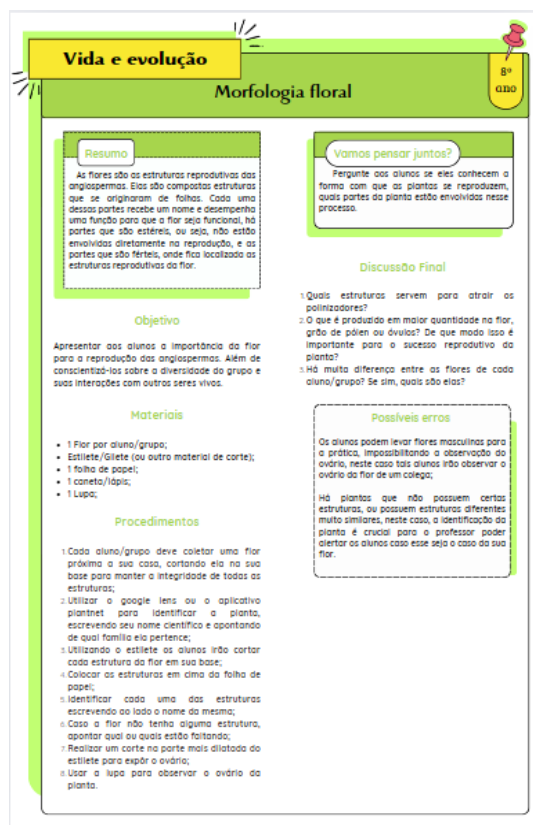 Vida e evolução
8º
ano
Morfologia floral
Resumo
As flores são as estruturas reprodutivas das
angiospermas. Elas são compostas estruturas
que se originaram de folhas. Cada uma
dessas partes recebe um nome e desempenha
uma função para que a flor seja funcional, há
partes que são estéreis, ou seja, não estão
envolvidas diretamente na reprodução, e as
partes que são férteis, onde fica localizada as
estruturas reprodutivas da flor.
Objetivo
Apresentar aos alunos a importância da flor
para a reprodução das angiospermas. Além de
conscientizá-los sobre a diversidade do grupo e
suas interações com outros seres vivos.
Materiais
• 1 Flor por aluno/grupo;
• Estilete/Gilete (ou outro material de corte);
• 1 folha de papel;
• 1 caneta/lápis;
• 1 Lupa;
Procedimentos
1. Cada aluno/grupo deve coletar uma flor
próxima a sua casa, cortando ela na sua
base para manter a integridade de todas as
estruturas;
2. Utilizar o google lens ou o aplicativo
plantnet para identificar a planta,
escrevendo seu nome científico e apontando
de qual família ela pertence;
3. Utilizando o estilete os alunos irão cortar
cada estrutura da flor em sua base;
4. Colocar as estruturas em cima da folha de
papel;
5. Identificar cada uma das estruturas
escrevendo ao lado o nome da mesma;
6. Caso a flor não tenha alguma estrutura,
apontar qual ou quais estão faltando;
7. Realizar um corte na parte mais dilatada do
estilete para expôr o ovário;
8. Usar a lupa para observar o ovário da
planta.
Vamos pensar juntos?
Pergunte aos alunos se eles conhecem a
forma com que as plantas se reproduzem,
quais partes da planta estão envolvidas nesse
processo.
Discussão Final
1. Quais estruturas servem para atrair os
polinizadores?
2. O que é produzido em maior quantidade na flor,
grão de pólen ou óvulos? De que modo isso é
importante para o sucesso reprodutivo da
planta?
3. Há muita diferença entre as flores de cada
aluno/grupo? Se sim, quais são elas?
Possíveis erros
Os alunos podem levar flores masculinas para
a prática, impossibilitando a observação do
ovário, neste caso tais alunos irão observar o
ovário da flor de um colega;
Há plantas que não possuem certas
estruturas, ou possuem estruturas diferentes
muito similares, neste caso, a identificação da
planta é crucial para o professor poder
alertar os alunos caso esse seja o caso da sua
flor.